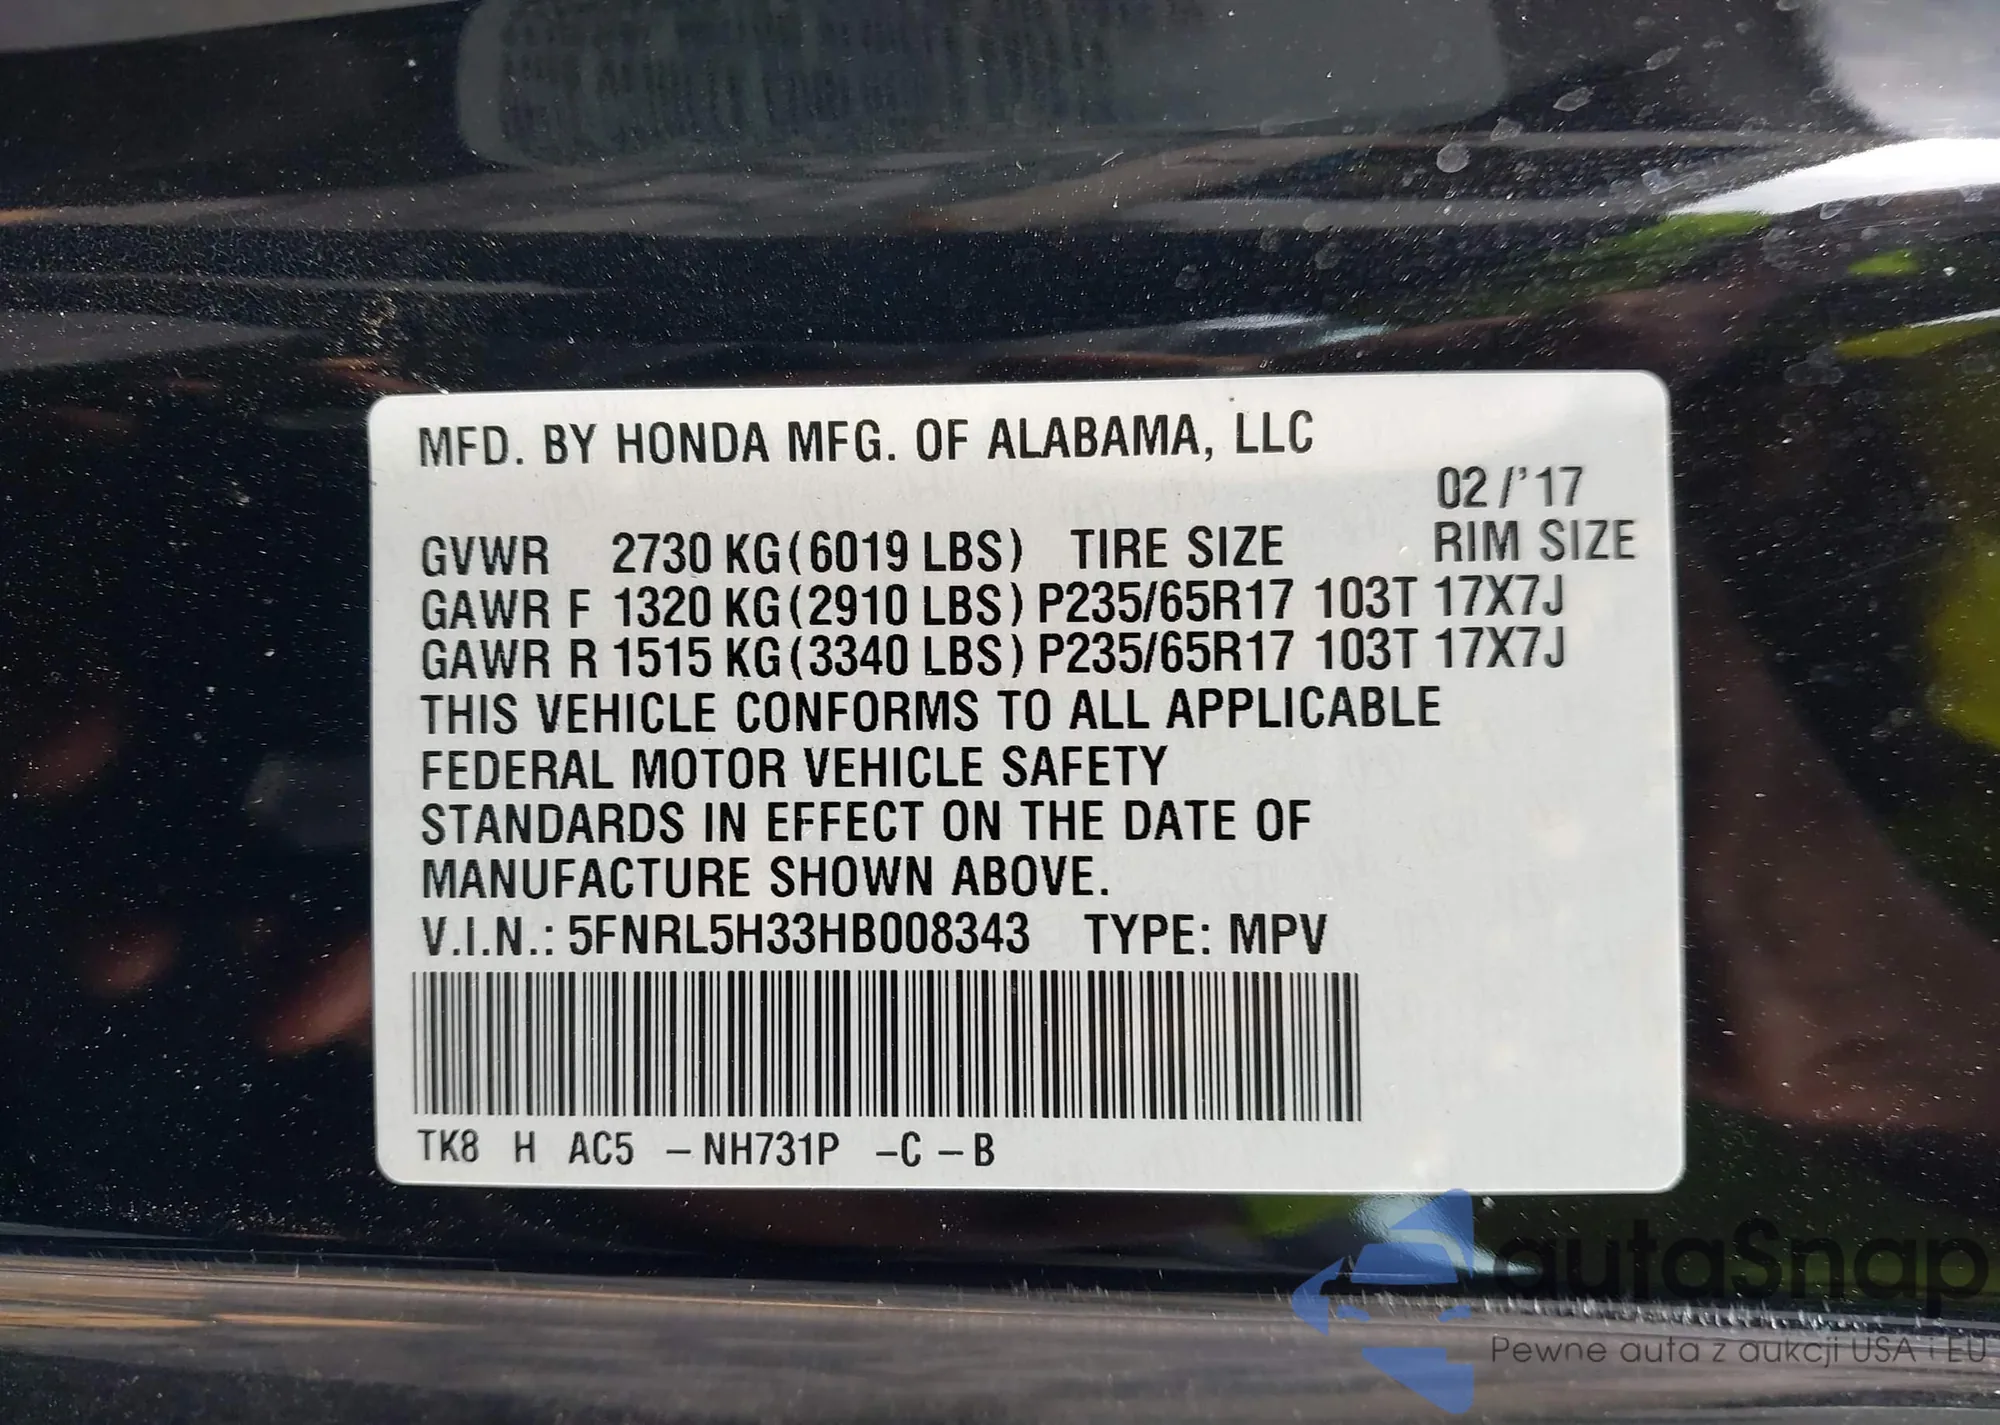 MFD. BY HONDA MFG. OF ALABAMA, LLC
02 /'17
GVWR 2730 KG (6019 LBS) TIRE SIZE RIM SIZE
GAWR F 1320 KG (2910 LBS) P235/65R17 103T 17X7J
GAWR R 1515 KG (3340 LBS) P235/65R17 103T 17X7J
THIS VEHICLE CONFORMS TO ALL APPLICABLE
FEDERAL MOTOR VEHICLE SAFETY
STANDARDS IN EFFECT ON THE DATE OF
MANUFACTURE SHOWN ABOVE.
V.I.N.: 5FNRL5H33HB008343 TYPE: MPV
TK8 H AC5 – NH731P –C – B
autaSnap
Pewne auta z aukcji USA i EU